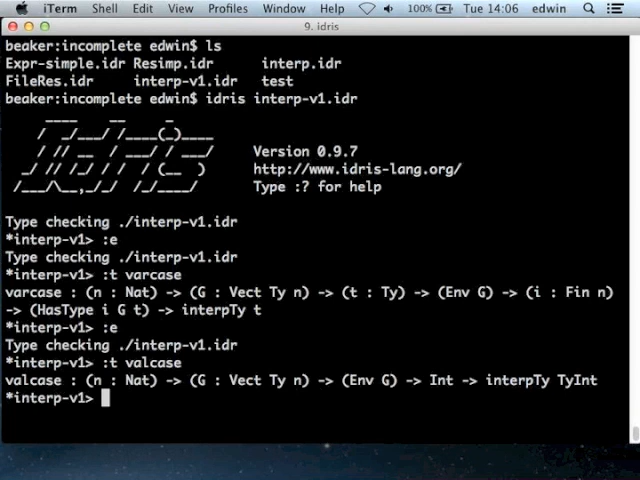 iTerm Shell Edit View Profiles Window Help 100% Tue 14:06 edwin
9. idris
beaker:incomplete edwin$ ls
Expr-simple.idr Resimp.idr interp.idr
FileRes.idr interp-v1.idr test
beaker:incomplete edwin$ idris interp-v1.idr
Idris
Version 0.9.7
http://www.idris-lang.org/
Type :? for help
Type checking ./interp-v1.idr
*interp-v1> :e
Type checking ./interp-v1.idr
*interp-v1> :t varcase
varcase : (n : Nat) -> (G : Vect Ty n) -> (t : Ty) -> (Env G) -> (i : Fin n)
-> (HasType i G t) -> interpTy t
*interp-v1> :e
Type checking ./interp-v1.idr
*interp-v1> :t valcase
valcase : (n : Nat) -> (G : Vect Ty n) -> (Env G) -> Int -> interpTy TyInt
*interp-v1>